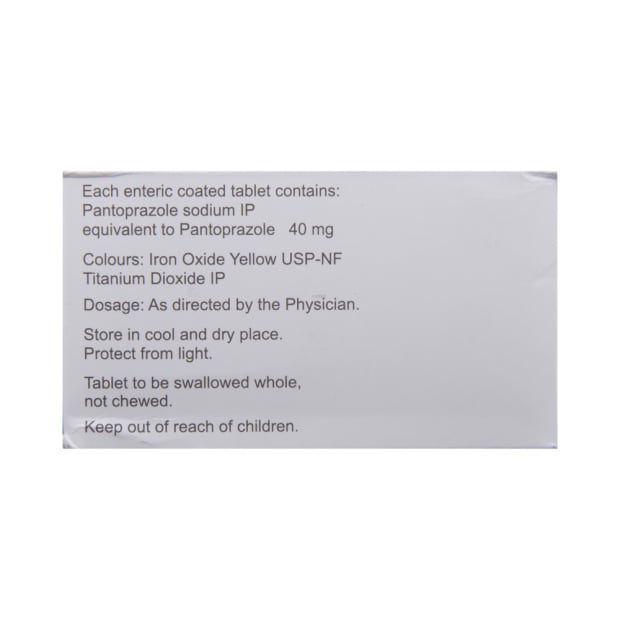 Each enteric coated tablet contains:
Pantoprazole sodium IP
equivalent to Pantoprazole 40 mg
Colours: Iron Oxide Yellow USP-NF
Titanium Dioxide IP
Dosage: As directed by the Physician.
Store in cool and dry place.
Protect from light.
Tablet to be swallowed whole,
not chewed.
Keep out of reach of children.